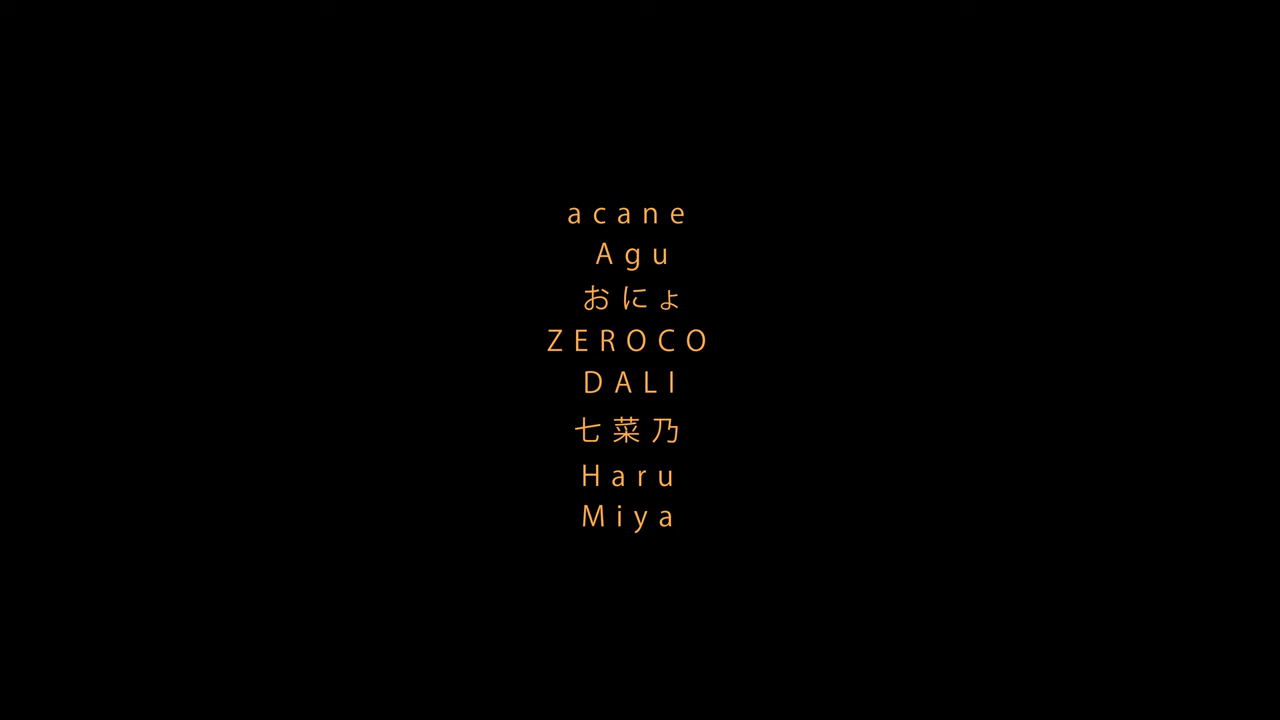 acane
Agu
おにょ
ZEROCO
DALI
七菜乃
Haru
Miya